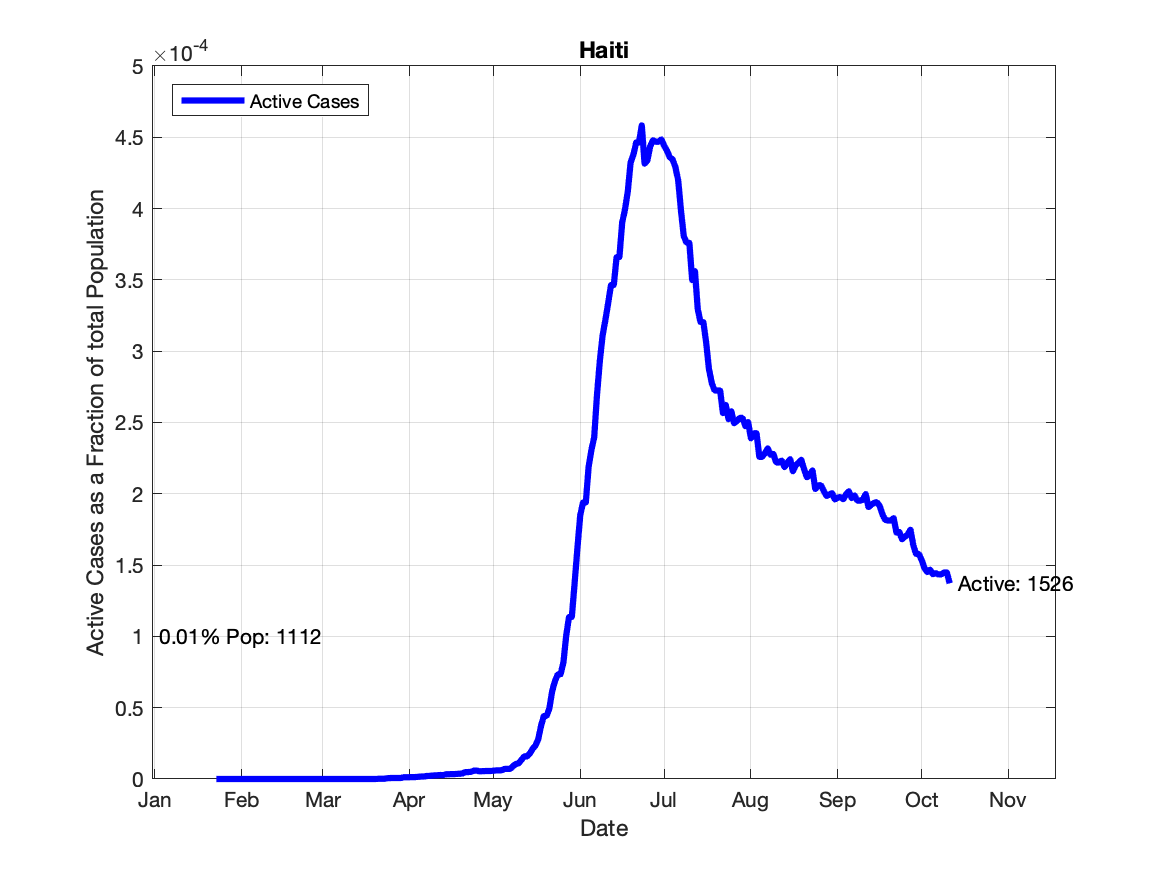 Haiti
×10-4
Active Cases
5
4.5
4
3.5
3
2.5
2
1.5
1
0.5
0
Active Cases as a Fraction of total Population
0.01% Pop: 1112
Active: 1526
Jan Feb Mar Apr May Jun Jul Aug Sep Oct Nov
Date